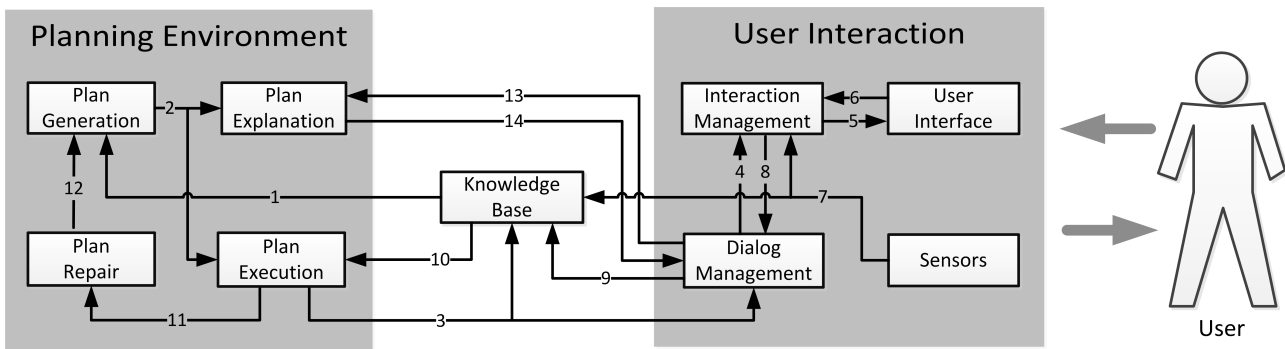 Planning Environment
User Interaction
Plan
Generation
2
Plan
Explanation
13
14
Interaction
Management
6
5
User
Interface
12
1
Knowledge
Base
4
8
7
Plan
Repair
Plan
Execution
10
9
Dialog
Management
Sensors
11
3
User